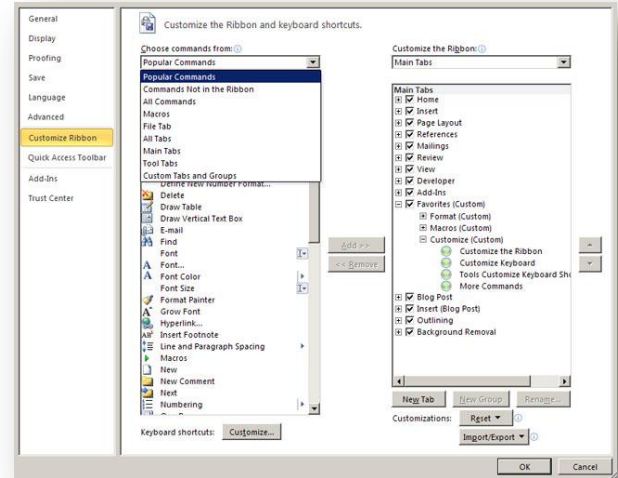 General
Display
Proofing
Save
Language
Advanced
Customize Ribbon
Quick Access Toolbar
Add-Ins
Trust Center
Customize the Ribbon and keyboard shortcuts.
Choose commands from:
Popular Commands
Popular Commands
Commands Not in the Ribbon
All Commands
Macros
File Tab
All Tabs
Main Tabs
Tool Tabs
Custom Tabs and Groups
Define New Number Format...
Delete
Draw Table
Draw Vertical Text Box
E-mail
Find
Font
Font...
Font Color
Font Size
Format Painter
Grow Font
Hyperlink...
Insert Footnote
Line and Paragraph Spacing
Macros
New
New Comment
Next
Numbering
Keyboard shortcuts: Customize...
Add >>
<< Remove
Customize the Ribbon:
Main Tabs
Main Tabs
Home
Insert
Page Layout
References
Mailings
Review
View
Developer
Add-Ins
Favorites (Custom)
Format (Custom)
Macros (Custom)
Customize (Custom)
Customize the Ribbon
Customize Keyboard
Tools Customize Keyboard Sho
More Commands
Blog Post
Insert (Blog Post)
Outlining
Background Removal
New Tab New Group Rename...
Customizations: Reset
Import/Export
OK Cancel